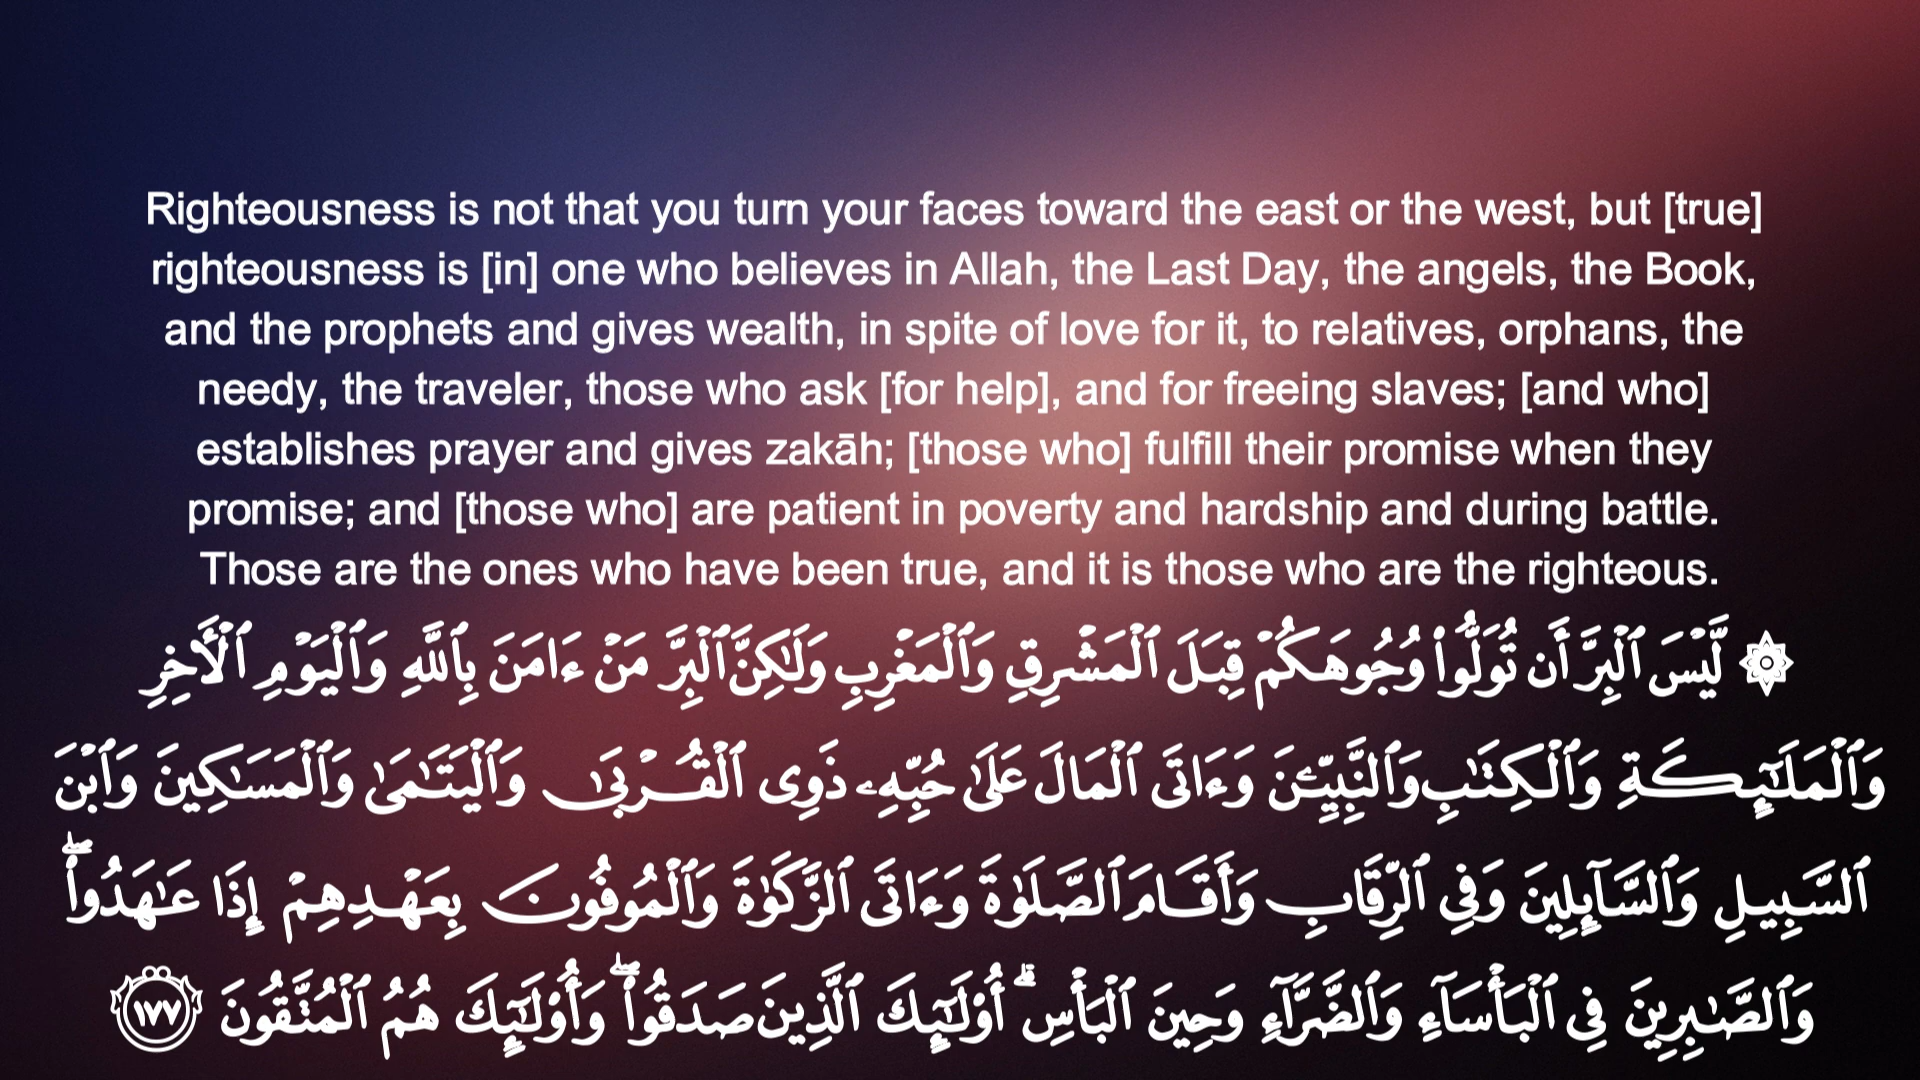 Righteousness is not that you turn your faces toward the east or the west, but [true]
righteousness is [in] one who believes in Allah, the Last Day, the angels, the Book,
and the prophets and gives wealth, in spite of love for it, to relatives, orphans, the
needy, the traveler, those who ask [for help], and for freeing slaves; [and who]
establishes prayer and gives zakāh; [those who] fulfill their promise when they
promise; and [those who] are patient in poverty and hardship and during battle.
Those are the ones who have been true, and it is those who are the righteous.
۞ لَّيْسَ ٱلْبِرَّ أَن تُوَلُّوا۟ وُجُوهَكُمْ قِبَلَ ٱلْمَشْرِقِ وَٱلْمَغْرِبِ وَلَـٰكِنَّ ٱلْبِرَّ مَنْ ءَامَنَ بِٱللَّهِ وَٱلْيَوْمِ ٱلْأَخِرِ
وَٱلْمَلَـٰٓئِكَةِ وَٱلْكِتَـٰبِ وَٱلنَّبِيِّـۧنَ وَءَاتَى ٱلْمَالَ عَلَىٰ حُبِّهِۦ ذَوِى ٱلْقُرْبَىٰ وَٱلْيَتَـٰمَىٰ وَٱلْمَسَـٰكِينَ وَٱبْنَ
ٱلسَّبِيلِ وَٱلسَّآئِلِينَ وَفِى ٱلرِّقَابِ وَأَقَامَ ٱلصَّلَوٰةَ وَءَاتَى ٱلزَّكَوٰةَ وَٱلْمُوفُونَ بِعَهْدِهِمْ إِذَا عَـٰهَدُوا۟ ۖ
وَٱلصَّـٰبِرِينَ فِى ٱلْبَأْسَآءِ وَٱلضَّرَّآءِ وَحِينَ ٱلْبَأْسِ ۗ أُو۟لَـٰٓئِكَ ٱلَّذِينَ صَدَقُوا۟ ۖ وَأُو۟لَـٰٓئِكَ هُمُ ٱلْمُتَّقُونَ ١٧٧